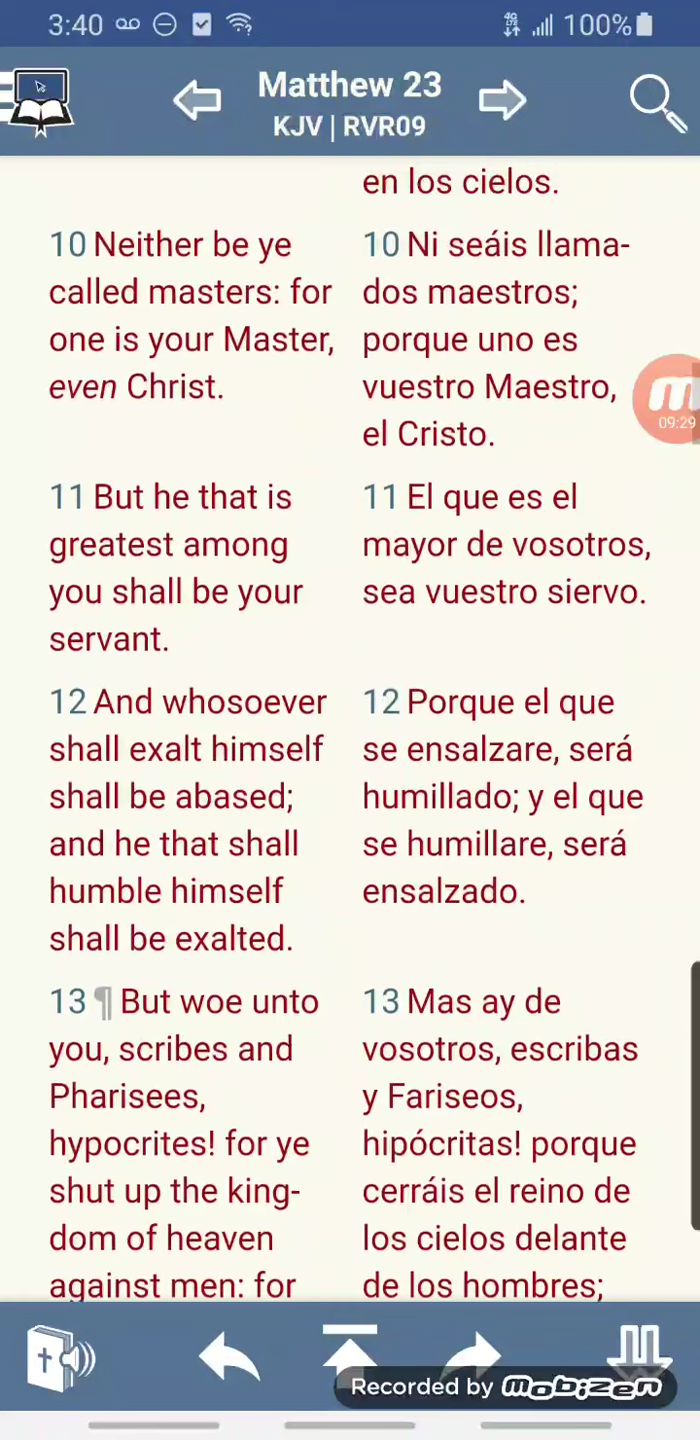 3:40
4G
100%
Matthew 23
KJV | RVR09
en los cielos.
10 Neither be ye
called masters: for
one is your Master,
even Christ.
10 Ni seáis llama-
dos maestros;
porque uno es
vuestro Maestro,
el Cristo.
m
09:29
11 But he that is
greatest among
you shall be your
servant.
11 El que es el
mayor de vosotros,
sea vuestro siervo.
12 And whosoever
shall exalt himself
shall be abased;
and he that shall
humble himself
shall be exalted.
12 Porque el que
se ensalzare, será
humillado; y el que
se humillare, será
ensalzado.
13 ¶ But woe unto
you, scribes and
Pharisees,
hypocrites! for ye
shut up the king-
dom of heaven
against men: for
13 Mas ay de
vosotros, escribas
y Fariseos,
hipócritas! porque
cerráis el reino de
los cielos delante
de los hombres;
Recorded by mobizen